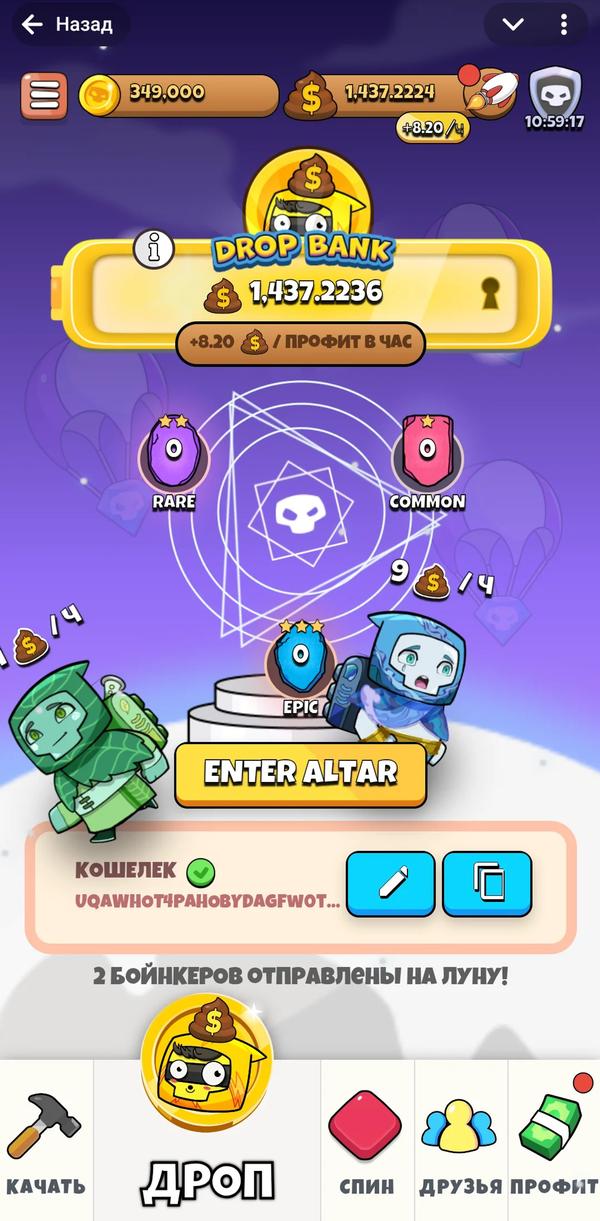 Назад
349,000
1,437.2224
+8.20 /ч
10:59:17
DROP BANK
1,437.2236
+8.20 / ПРОФИТ В ЧАС
0
RARE
0
COMMON
9 / Ч
/ Ч
0
EPIC
ENTER ALTAR
КОШЕЛЕК
UQAWHOT4PAHOBYDAGFWOT...
2 БОЙНКЕРОВ ОТПРАВЛЕНЫ НА ЛУНУ!
КАЧАТЬ
ДРОП
СПИН
ДРУЗЬЯ
ПРОФИТ